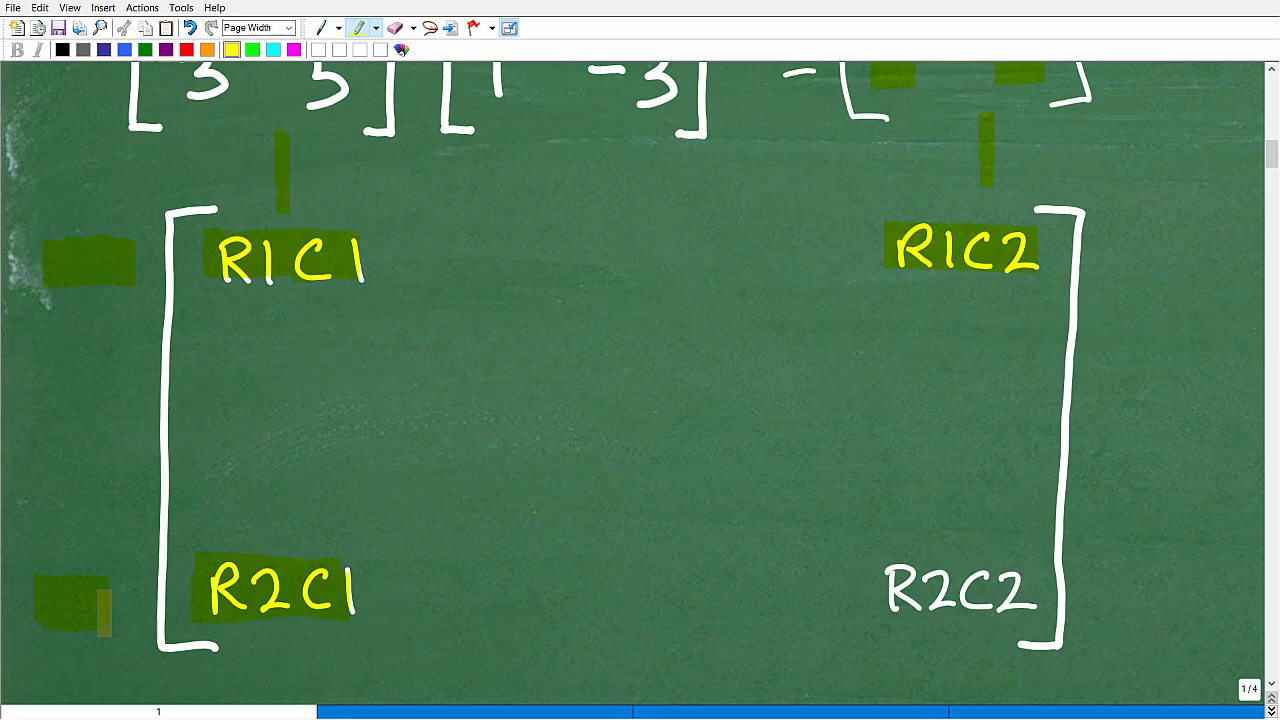 File Edit View Insert Actions Tools Help
Page Width
B I
[3 5] [1 -3] = [ ]
R1C1 R1C2
R2C1 R2C2
1/4
1